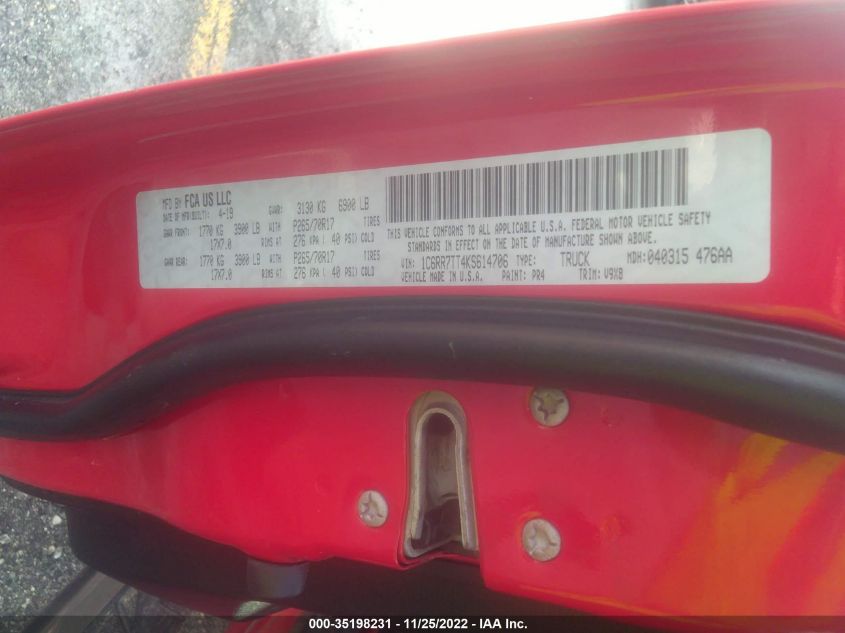 MFD BY FCA US LLC
DATE OF MFR(BUILT): 4-19 GVWR: 3130 KG 6900 LB
GAWR FRONT: 1770 KG 3900 LB WITH P265/70R17 TIRES
17X7.0 RIMS AT 276 KPA ( 40 PSI) COLD
GAWR REAR: 1770 KG 3900 LB WITH P265/70R17 TIRES
17X7.0 RIMS AT 276 KPA ( 40 PSI) COLD
THIS VEHICLE CONFORMS TO ALL APPLICABLE U.S.A. FEDERAL MOTOR VEHICLE SAFETY
STANDARDS IN EFFECT ON THE DATE OF MANUFACTURE SHOWN ABOVE.
VIN: 1C6RR7TT4KS614706 TYPE: TRUCK MDH: 040315 476AA
VEHICLE MADE IN U.S.A. PAINT: PR4 TRIM: V9X8
000-35198231 - 11/25/2022 - IAA Inc.